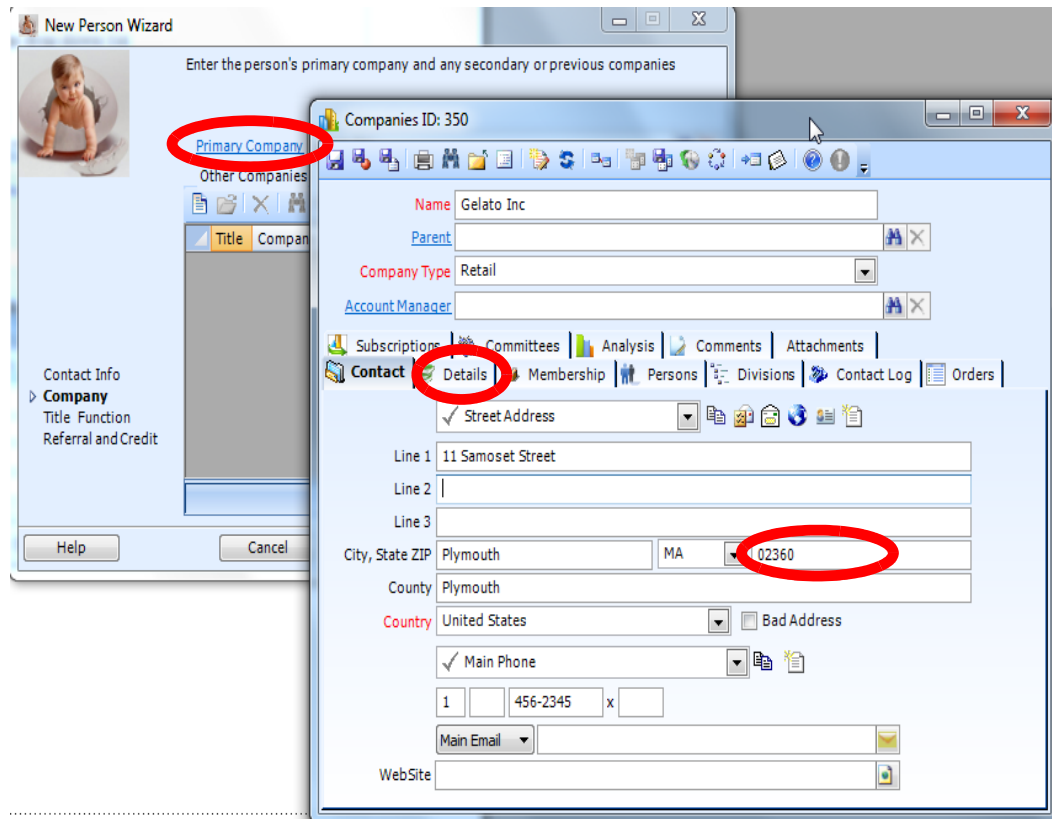 New Person Wizard
Enter the person's primary company and any secondary or previous companies
Primary Company
Other Companies
Title Compan
Contact Info
Company
Title Function
Referral and Credit
Help Cancel
Companies ID: 350
Name Gelato Inc
Parent
Company Type Retail
Account Manager
Subscriptions Committees Analysis Comments Attachments
Contact Details Membership Persons Divisions Contact Log Orders
Street Address
Line 1 11 Samoset Street
Line 2
Line 3
City, State ZIP Plymouth MA 02360
County Plymouth
Country United States Bad Address
Main Phone
1 456-2345 x
Main Email
WebSite